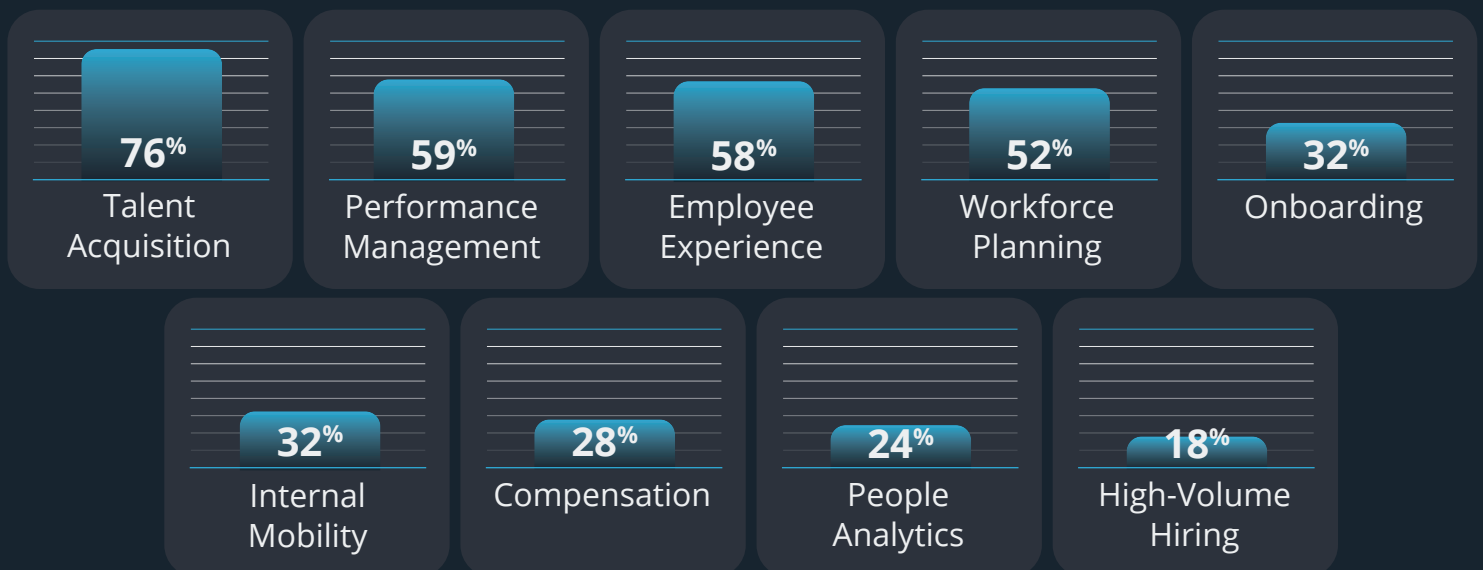 76%
59%
58%
52%
32%
Talent
Acquisition
Performance
Management
Employee
Experience
Workforce
Planning
Onboarding
32%
28%
24%
18%
Internal
Mobility
Compensation
People
Analytics
High-Volume
Hiring